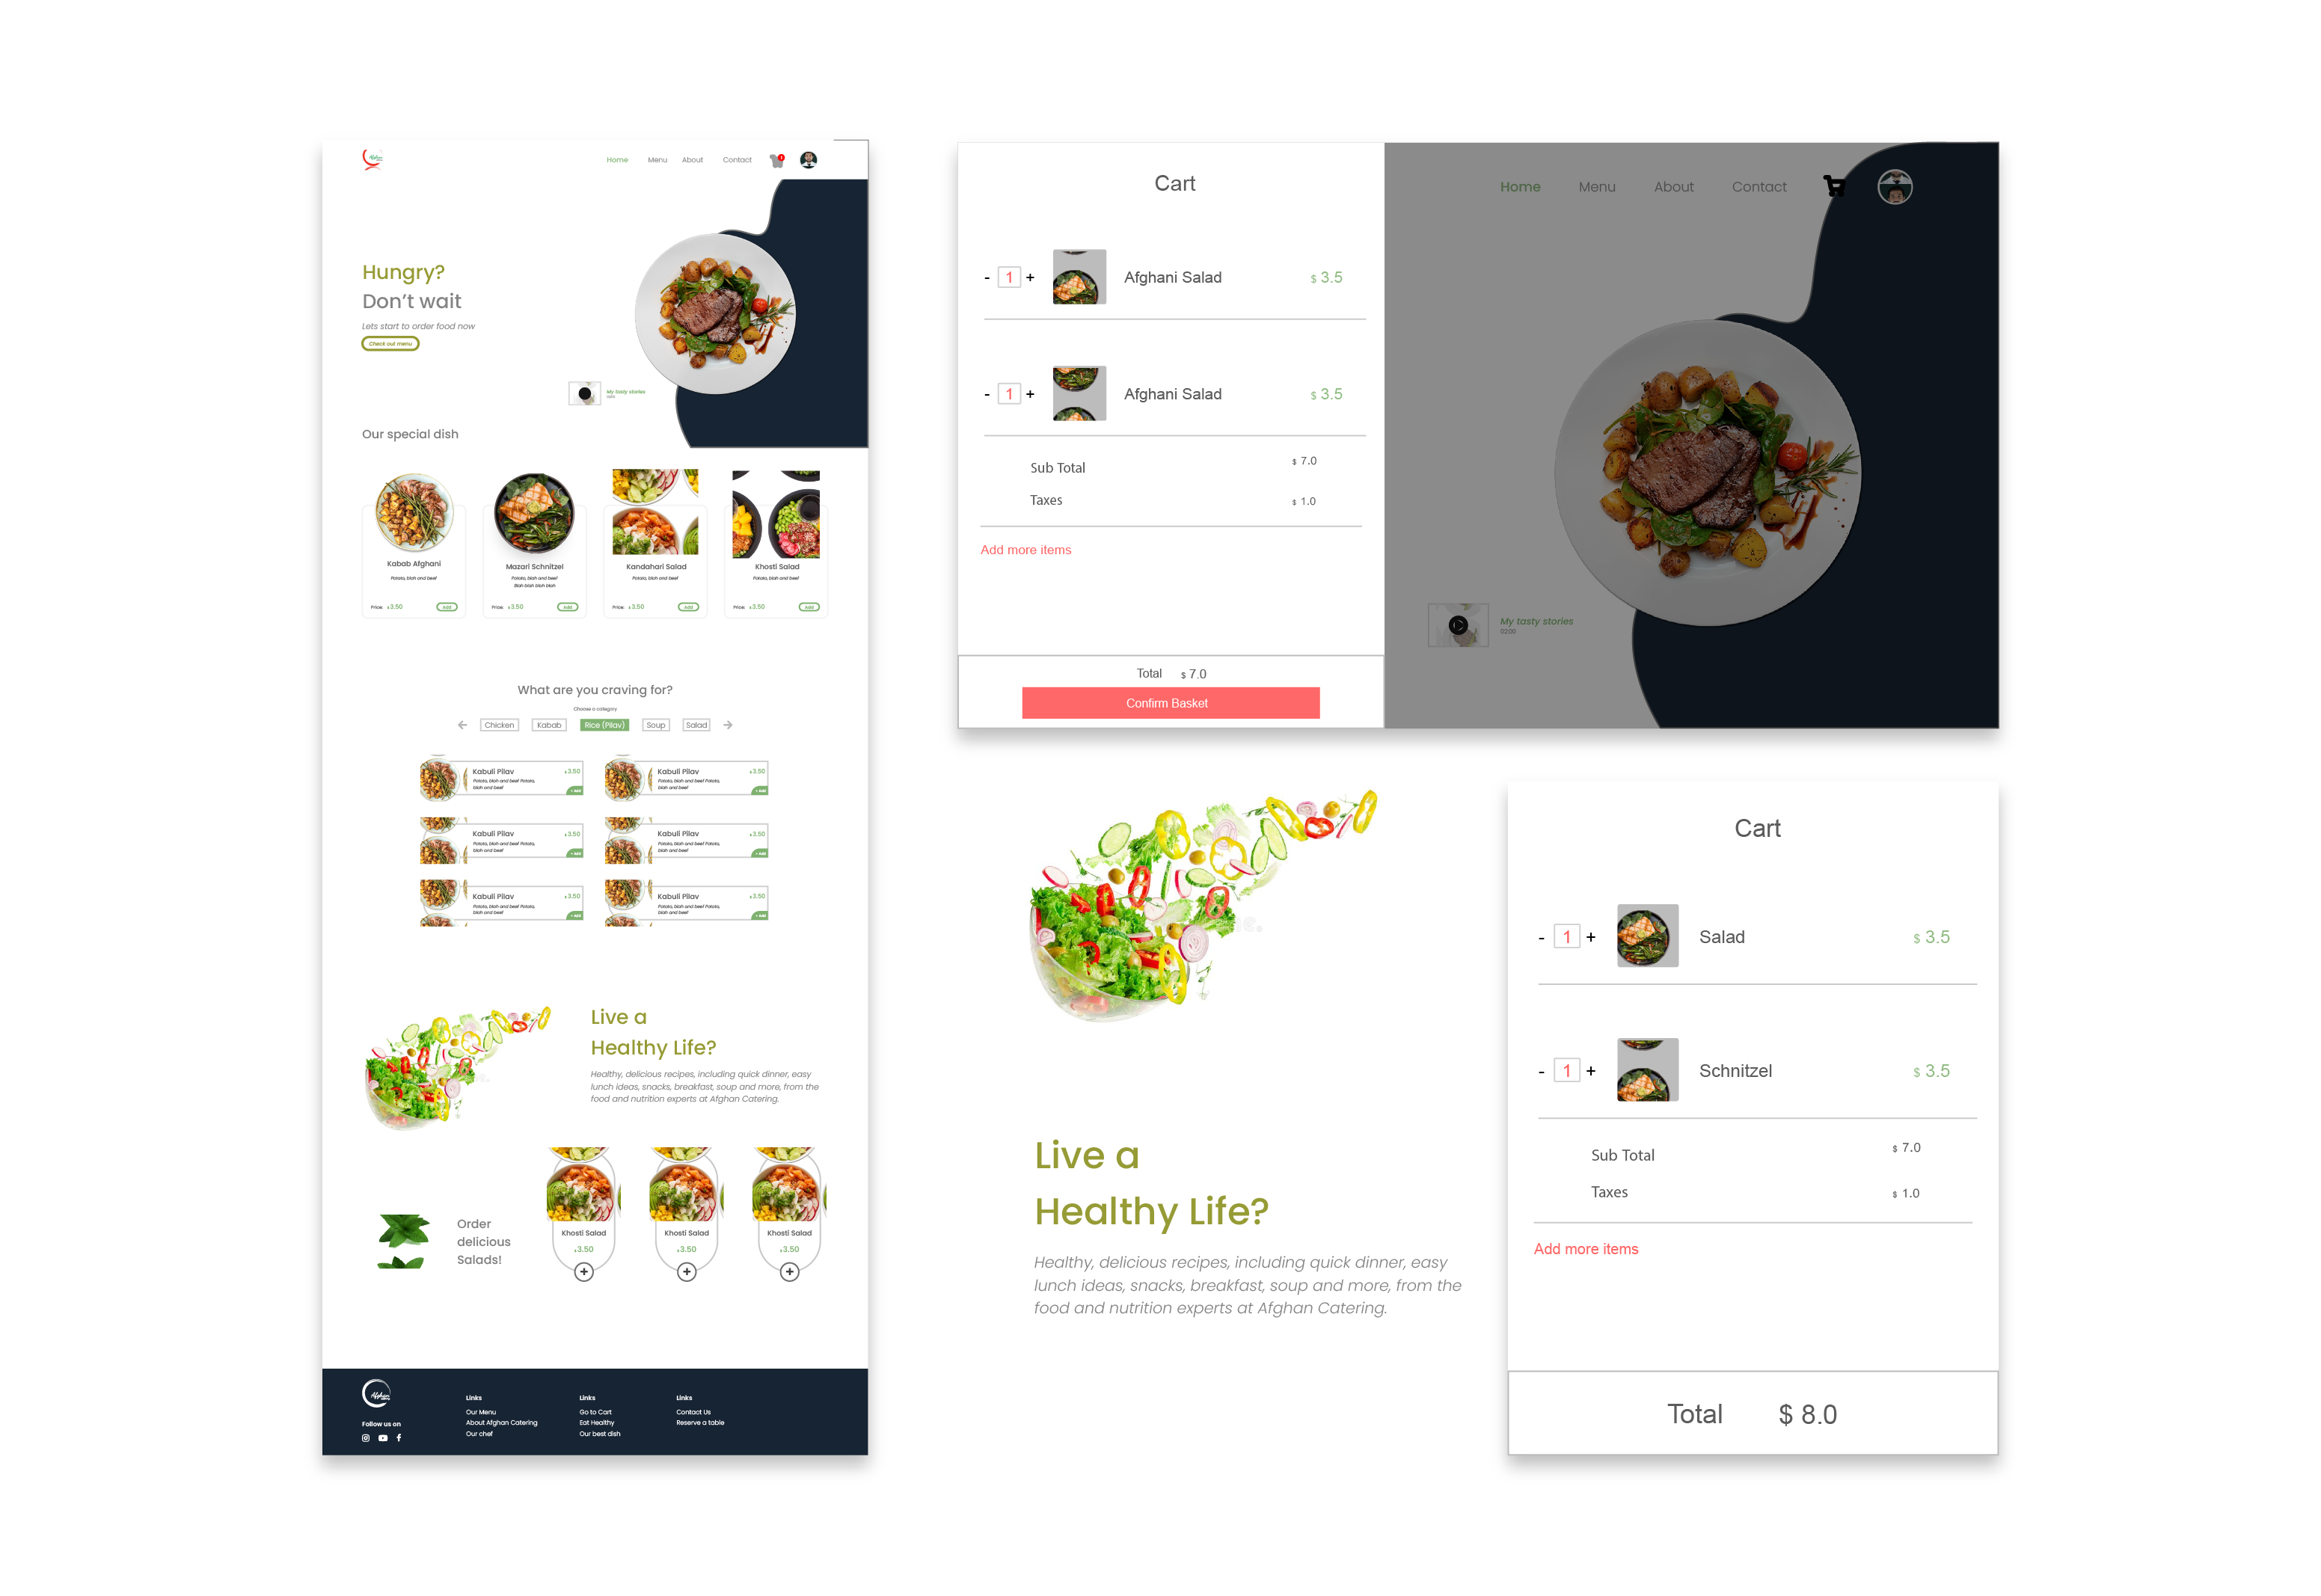 Afghan
Home Menu About Contact
Hungry?
Don't wait
Lets start to order food now
Check out menu
My tasty stories
Our special dish
Kabab Afghani
Potato, blah and beef
Price: $ 3.50 Add
Mazari Schnitzel
Potato, blah and beef
Blah blah blah blah
Price: $ 3.50 Add
Kandahari Salad
Potato, blah and beef
Price: $ 3.50 Add
Khosti Salad
Potato, blah and beef
Price: $ 3.50 Add
What are you craving for?
Choose a category
Chicken Kabab Rice (Pilav) Soup Salad
Kabuli Pilav $ 3.50
Potato, blah and beef Potato,
blah and beef
+ Add
Kabuli Pilav $ 3.50
Potato, blah and beef Potato,
blah and beef
+ Add
Kabuli Pilav $ 3.50
Potato, blah and beef Potato,
blah and beef
+ Add
Kabuli Pilav $ 3.50
Potato, blah and beef Potato,
blah and beef
+ Add
Kabuli Pilav $ 3.50
Potato, blah and beef Potato,
blah and beef
+ Add
Kabuli Pilav $ 3.50
Potato, blah and beef Potato,
blah and beef
+ Add
Live a
Healthy Life?
Healthy, delicious recipes, including quick dinner, easy
lunch ideas, snacks, breakfast, soup and more, from the
food and nutrition experts at Afghan Catering.
Order
delicious
Salads!
Khosti Salad
$ 3.50
+
Khosti Salad
$ 3.50
+
Khosti Salad
$ 3.50
+
Afghan
Follow us on
Links
Our Menu
About Afghan Catering
Our chef
Links
Go to Cart
Eat Healthy
Our best dish
Links
Contact Us
Reserve a table
Cart
- 1 + Afghani Salad $ 3.5
- 1 + Afghani Salad $ 3.5
Sub Total $ 7.0
Taxes $ 1.0
Add more items
Total $ 7.0
Confirm Basket
Home Menu About Contact
My tasty stories
02:00
Live a
Healthy Life?
Healthy, delicious recipes, including quick dinner, easy
lunch ideas, snacks, breakfast, soup and more, from the
food and nutrition experts at Afghan Catering.
Cart
- 1 + Salad $ 3.5
- 1 + Schnitzel $ 3.5
Sub Total $ 7.0
Taxes $ 1.0
Add more items
Total $ 8.0